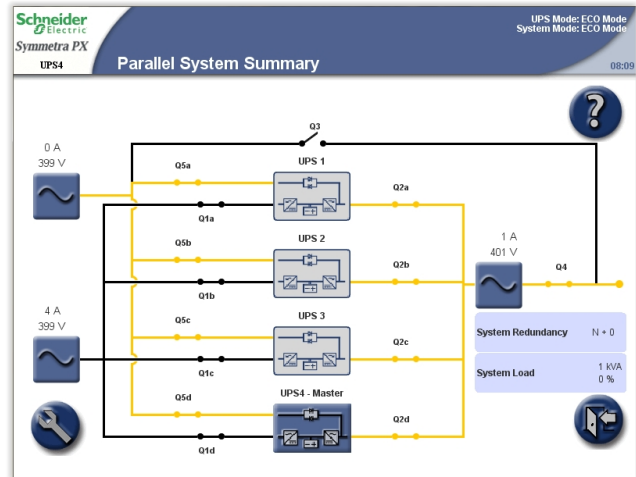 Schneider
Electric
Symmetra PX
UPS4
Parallel System Summary
UPS Mode: ECO Mode
System Mode: ECO Mode
08:09
?
Q3
0 A
399 V
Q5a
UPS 1
Q2a
Q1a
Q5b
UPS 2
Q2b
Q1b
1 A
401 V
Q4
4 A
399 V
Q5c
UPS 3
Q2c
Q1c
System Redundancy N + 0
System Load 1 kVA
0 %
Q5d
UPS4 - Master
Q2d
Q1d